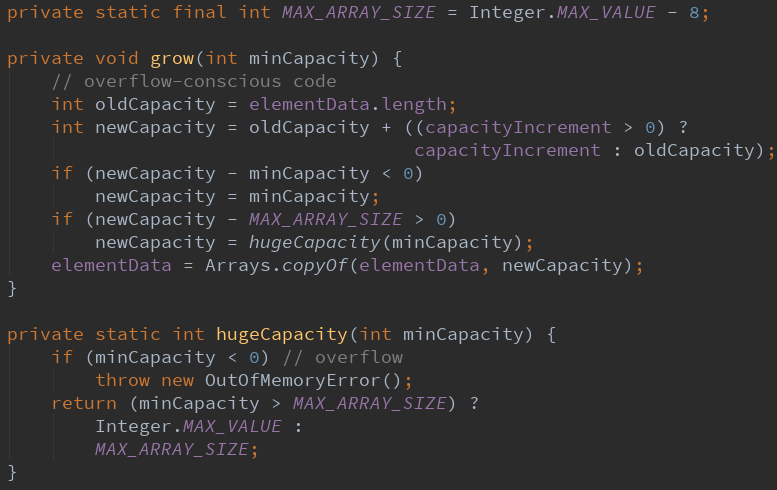 private static final int MAX_ARRAY_SIZE = Integer.MAX_VALUE - 8;

private void grow(int minCapacity) {
    // overflow-conscious code
    int oldCapacity = elementData.length;
    int newCapacity = oldCapacity + ((capacityIncrement > 0) ?
                                     capacityIncrement : oldCapacity);
    if (newCapacity - minCapacity < 0)
        newCapacity = minCapacity;
    if (newCapacity - MAX_ARRAY_SIZE > 0)
        newCapacity = hugeCapacity(minCapacity);
    elementData = Arrays.copyOf(elementData, newCapacity);
}

private static int hugeCapacity(int minCapacity) {
    if (minCapacity < 0) // overflow
        throw new OutOfMemoryError();
    return (minCapacity > MAX_ARRAY_SIZE) ?
        Integer.MAX_VALUE :
        MAX_ARRAY_SIZE;
}